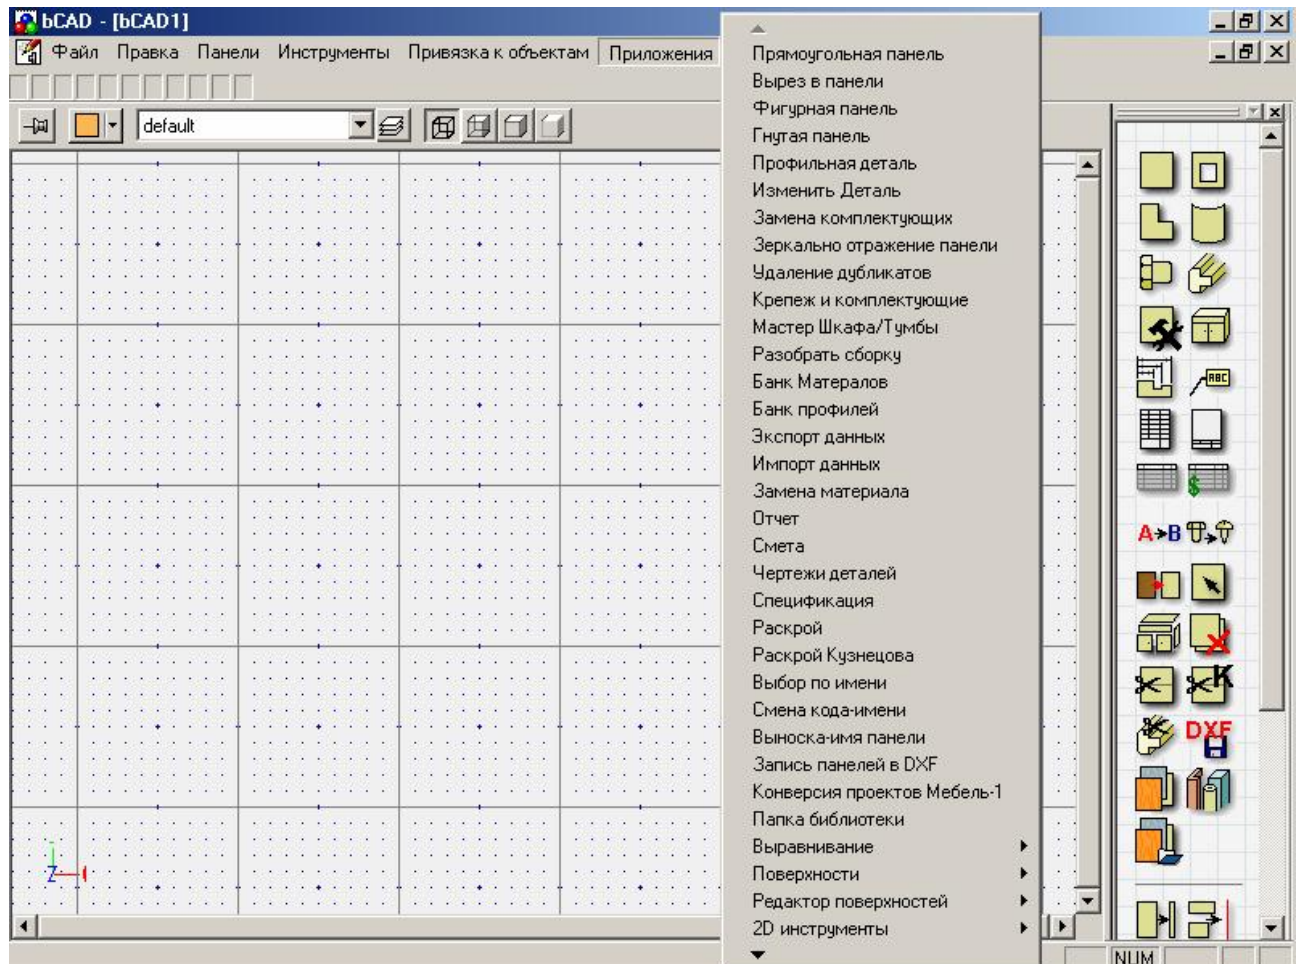 bCAD - [bCAD1]
Файл Правка Панели Инструменты Привязка к объектам Приложения
default
Прямоугольная панель
Вырез в панели
Фигурная панель
Гнутая панель
Профильная деталь
Изменить Деталь
Замена комплектующих
Зеркально отражение панели
Удаление дубликатов
Крепеж и комплектующие
Мастер Шкафа/Тумбы
Разобрать сборку
Банк Матералов
Банк профилей
Экспорт данных
Импорт данных
Замена материала
Отчет
Смета
Чертежи деталей
Спецификация
Раскрой
Раскрой Кузнецова
Выбор по имени
Смена кода-имени
Выноска-имя панели
Запись панелей в DXF
Конверсия проектов Мебель-1
Папка библиотеки
Выравнивание
Поверхности
Редактор поверхностей
2D инструменты
ABC
$
A B
K
DXF
Z
NUM